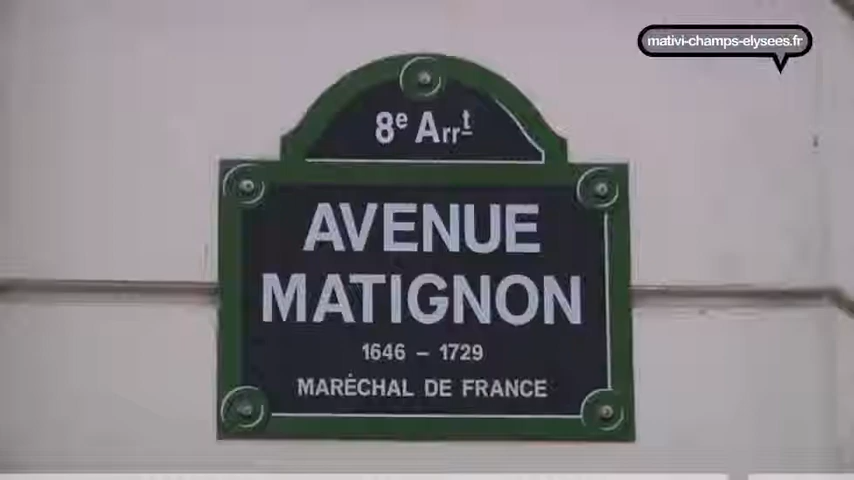 mativi-champs-elysees.fr
8e Arrt
AVENUE
MATIGNON
1646 – 1729
MARÉCHAL DE FRANCE